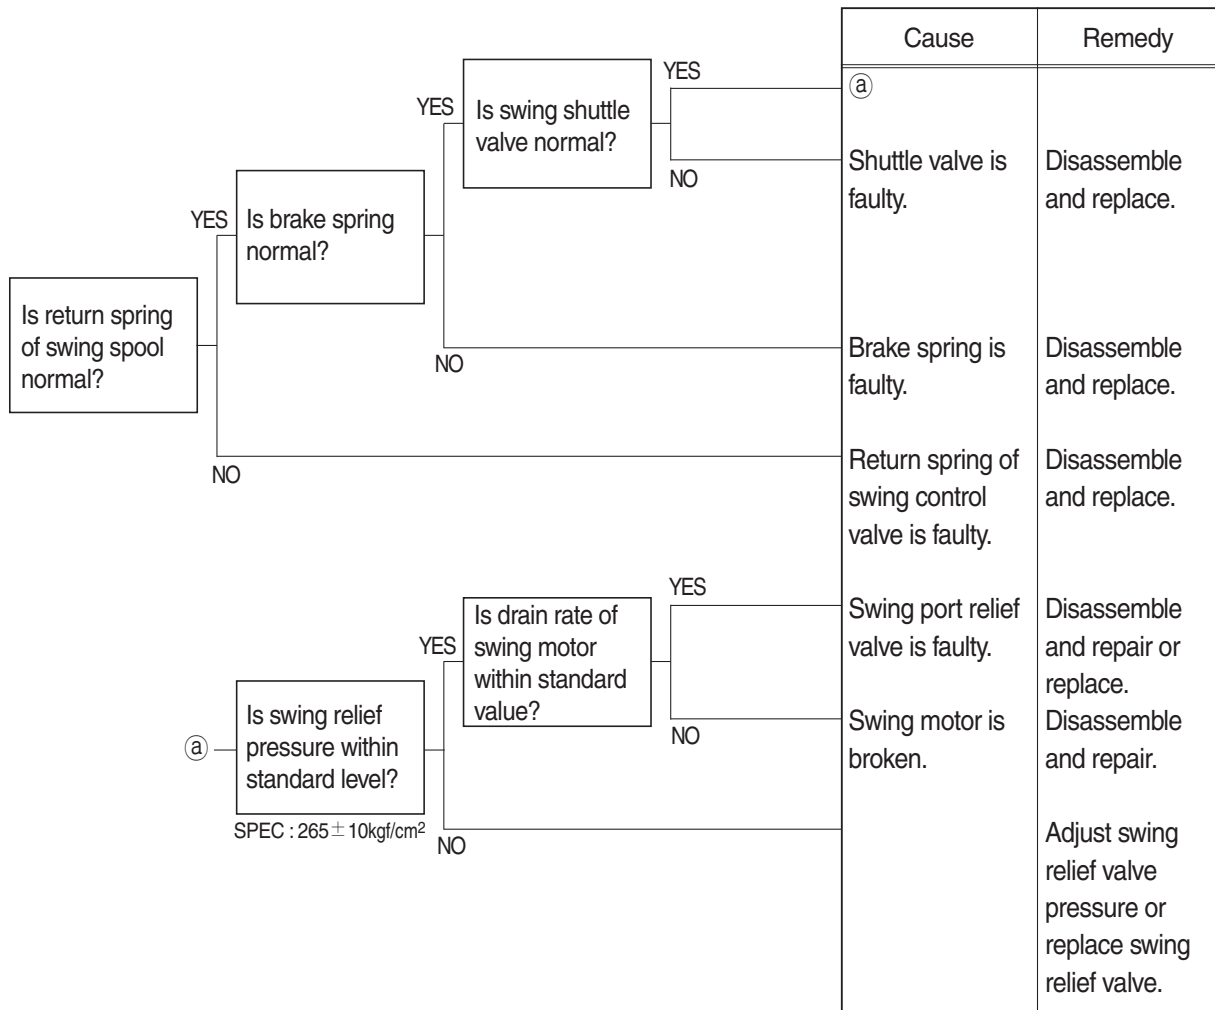 Cause
Remedy
YES
ⓐ
YES
Is swing shuttle
valve normal?
NO
Shuttle valve is
faulty.
Disassemble
and replace.
YES
Is brake spring
normal?
Is return spring
of swing spool
normal?
NO
Brake spring is
faulty.
Disassemble
and replace.
NO
Return spring of
swing control
valve is faulty.
Disassemble
and replace.
YES
Is drain rate of
swing motor
within standard
value?
YES
Swing port relief
valve is faulty.
Disassemble
and repair or
replace.
ⓐ
Is swing relief
pressure within
standard level?
SPEC : 265±10kgf/cm²
NO
Swing motor is
broken.
Disassemble
and repair.
NO
Adjust swing
relief valve
pressure or
replace swing
relief valve.